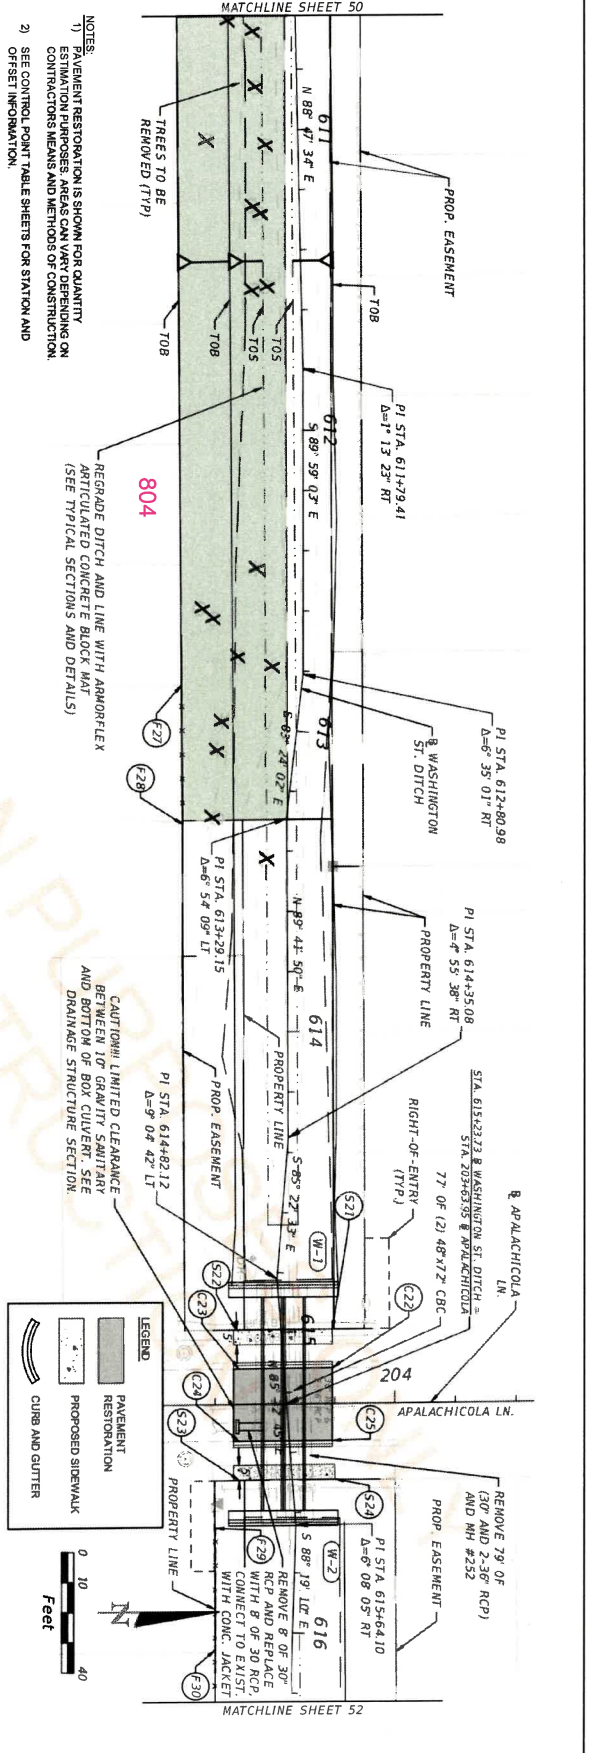 MATCHLINE SHEET 50
611
N 88° 47' 34" E
PROP. EASEMENT
TREES TO BE
REMOVED (TYP)
TOB
TOS
TOS
TOB
TOB
PI STA. 611+79.41
Δ=1° 13' 23" RT
612
S 89° 59' 03" E
804
REGRADE DITCH AND LINE WITH ARMORFLEX
ARTICULATED CONCRETE BLOCK MAT
(SEE TYPICAL SECTIONS AND DETAILS)
PI STA. 612+80.98
Δ=6° 35' 01" RT
℄ WASHINGTON
ST. DITCH
613
S 83° 24' 02" E
F27
F28
PI STA. 613+29.15
Δ=6° 54' 09" LT
N 89° 41' 50" E
PROPERTY LINE
PI STA. 614+35.08
Δ=4° 55' 38" RT
614
PROPERTY LINE
PROP. EASEMENT
S 85° 22' 33" E
PI STA. 614+82.12
Δ=9° 04' 42" LT
CAUTION!!! LIMITED CLEARANCE
BETWEEN 10" GRAVITY SANITARY
AND BOTTOM OF BOX CULVERT. SEE
DRAINAGE STRUCTURE SECTION.
RIGHT-OF-ENTRY
(TYP.)
STA. 615+23.73 ℄ WASHINGTON ST. DITCH =
STA. 203+63.95 ℄ APALACHICOLA
77' OF (2) 48"x72" CBC
℄ APALACHICOLA
LN.
W-1
S21
S22
C22
C23
615
5'
204
APALACHICOLA LN.
C24
C25
S23
S24
5'
REMOVE 79' OF
(30" AND 2-36" RCP)
AND MH #252
PROP. EASEMENT
PI STA. 615+64.10
Δ=6° 08' 05" RT
W-2
S 88° 19' 10" E
616
F29
REMOVE 8' OF 30"
RCP AND REPLACE
WITH 8' OF 30 RCP.
CONNECT TO EXIST.
WITH CONC. JACKET
PROPERTY LINE
F30
MATCHLINE SHEET 52
NOTES:
1) PAVEMENT RESTORATION IS SHOWN FOR QUANTITY
ESTIMATION PURPOSES. AREAS CAN VARY DEPENDING ON
CONTRACTORS MEANS AND METHODS OF CONSTRUCTION.
2) SEE CONTROL POINT TABLE SHEETS FOR STATION AND
OFFSET INFORMATION.
LEGEND
PAVEMENT
RESTORATION
PROPOSED SIDEWALK
CURB AND GUTTER
N
0 10 40
Feet